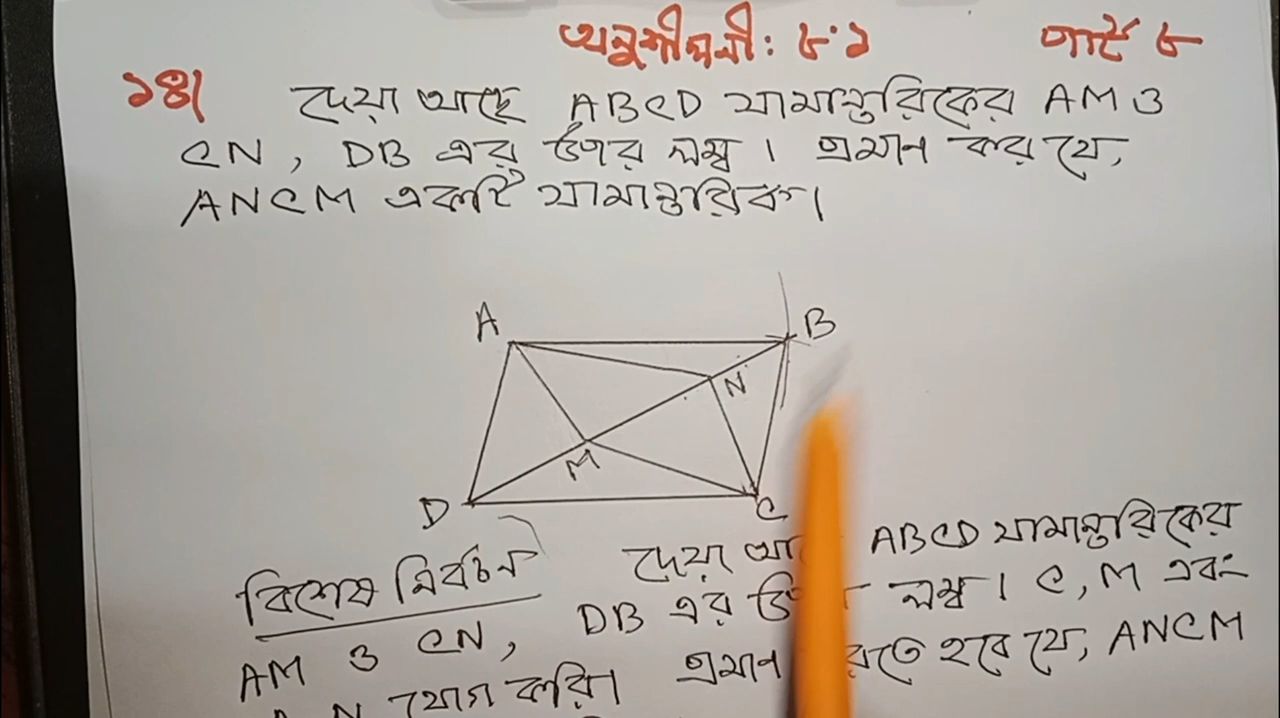 অনুশীলনী: ৮.১ পার্ট ৮
১৪। দেয়া আছে ABCD সামান্তরিকের AM ও
CN, DB এর উপর লম্ব। প্রমাণ কর যে,
ANCM একটি সামান্তরিক।
A
B
N
M
D
C
বিশেষ নির্বচন দেয়া ABCD সামান্তরিকের
AM ও CN, DB এর লম্ব। C, M এবং
N যোগ করি। প্রমাণ হবে যে, ANCM